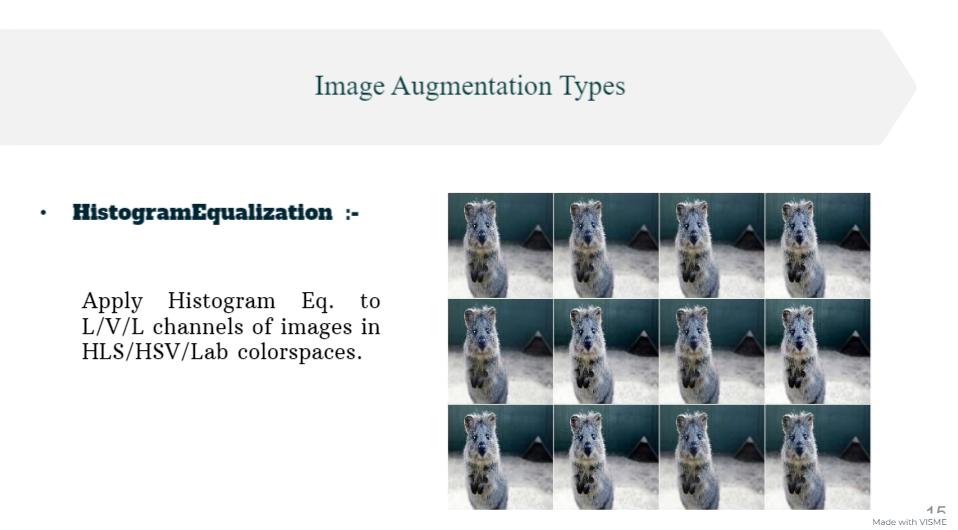 Image Augmentation Types
• HistogramEqualization :-
Apply Histogram Eq. to
L/V/L channels of images in
HLS/HSV/Lab colorspaces.
15
Made with VISME